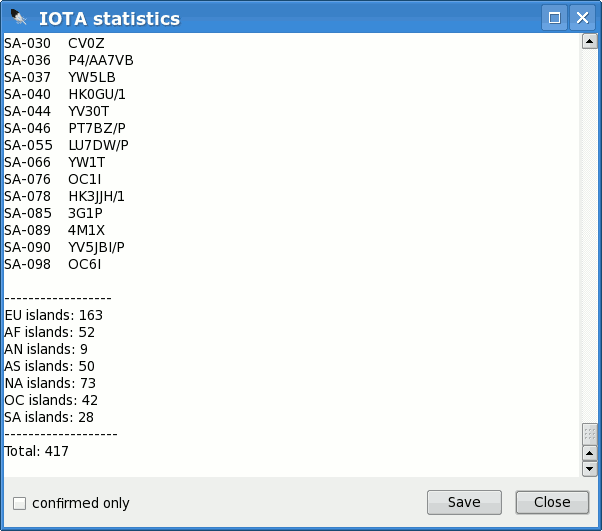 IOTA statistics
SA-030 CV0Z
SA-036 P4/AA7VB
SA-037 YW5LB
SA-040 HK0GU/1
SA-044 YV30T
SA-046 PT7BZ/P
SA-055 LU7DW/P
SA-066 YW1T
SA-076 OC1I
SA-078 HK3JJH/1
SA-085 3G1P
SA-089 4M1X
SA-090 YV5JBI/P
SA-098 OC6I
------------------
EU islands: 163
AF islands: 52
AN islands: 9
AS islands: 50
NA islands: 73
OC islands: 42
SA islands: 28
-------------------
Total: 417
confirmed only
Save
Close